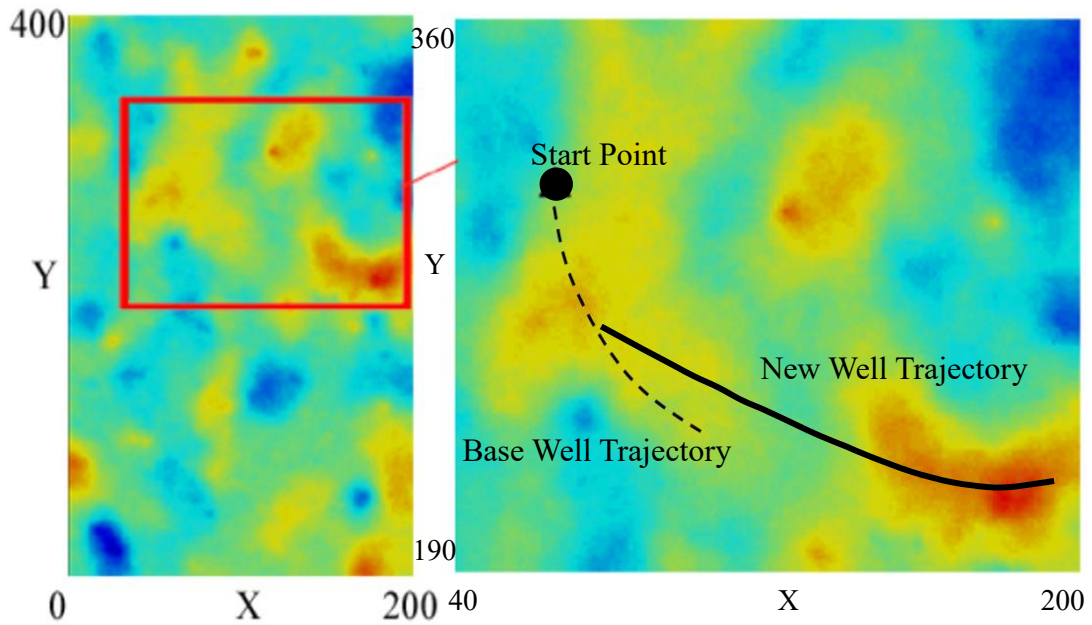 400
Y
0
X
200
360
Y
190
40
X
200
Start Point
New Well Trajectory
Base Well Trajectory